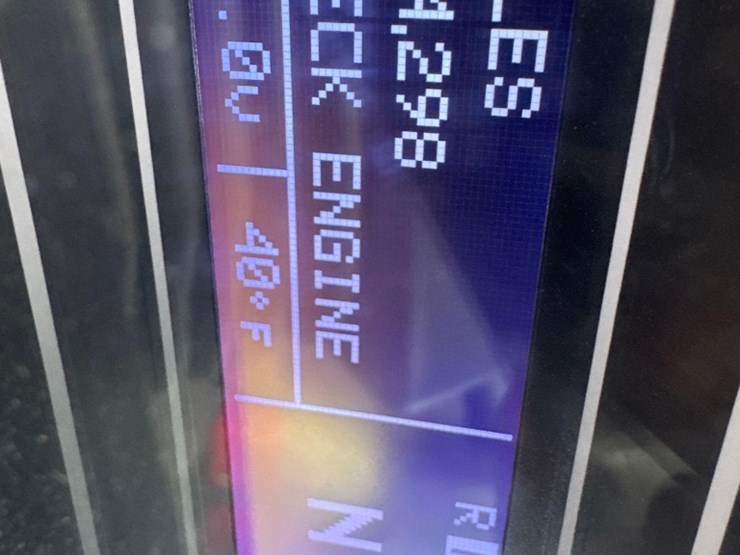 LES
4,298
ECK ENGINE
.0V
40°F
N